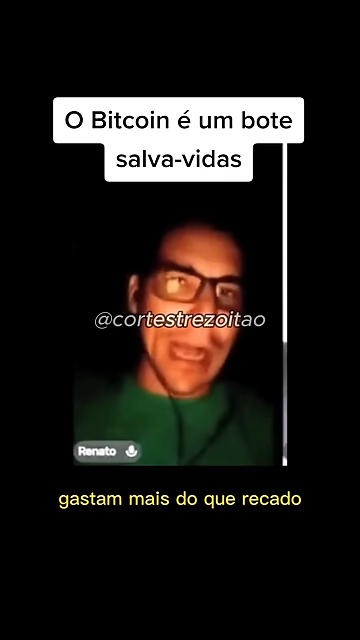 O Bitcoin é um bote
salva-vidas
@cortestrezoitao
Renato
gastam mais do que recado